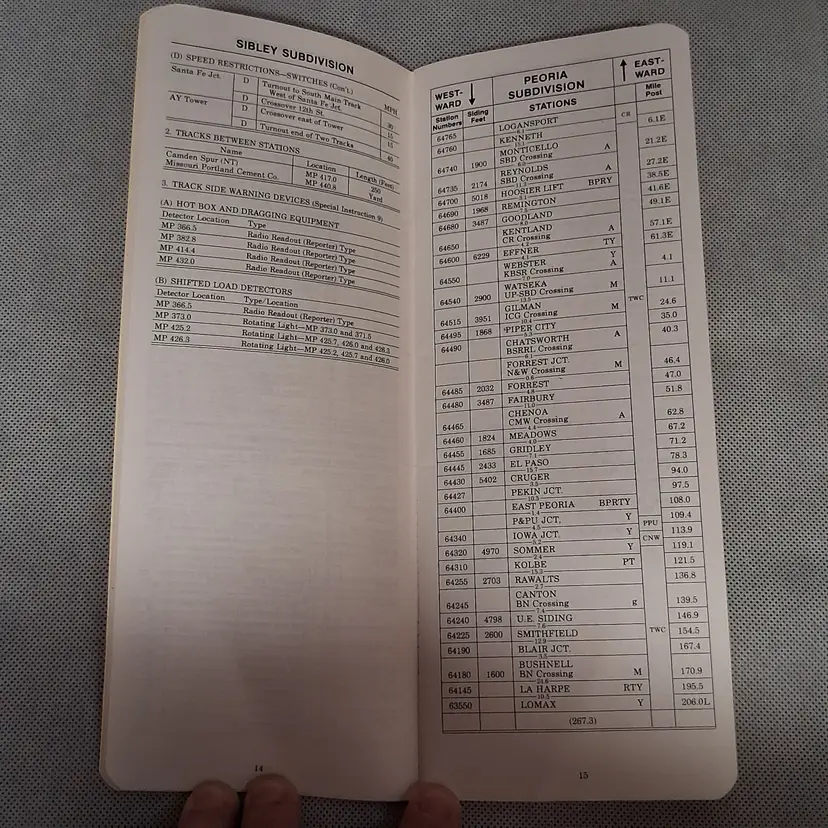 SIBLEY SUBDIVISION
(D) SPEED RESTRICTIONS—SWITCHES (Con't.)
MPH
Santa Fe Jct. D Turnout to South Main Track
West of Santa Fe Jct.
D Crossover 12th St. 15
AY Tower D Crossover east of Tower 15
D Turnout end of Two Tracks 40
2. TRACKS BETWEEN STATIONS
Name Location Length (Feet)
Camden Spur (NT) MP 417.0 250
Missouri Portland Cement Co. MP 440.8 Yard
3. TRACK SIDE WARNING DEVICES (Special Instruction 9)
(A) HOT BOX AND DRAGGING EQUIPMENT
Detector Location Type
MP 366.5 Radio Readout (Reporter) Type
MP 382.8 Radio Readout (Reporter) Type
MP 414.4 Radio Readout (Reporter) Type
MP 432.0 Radio Readout (Reporter) Type
(B) SHIFTED LOAD DETECTORS
Detector Location Type/Location
MP 366.5 Radio Readout (Reporter) Type
MP 373.0 Rotating Light—MP 373.0 and 371.5
MP 425.2 Rotating Light—MP 425.7, 426.0 and 426.3
MP 426.3 Rotating Light—MP 425.2, 425.7 and 426.0
14
WEST-WARD ↓ PEORIA SUBDIVISION ↑ EAST-WARD
Station Numbers Siding Feet STATIONS Mile Post
64765 LOGANSPORT CR 6.1E
64760 KENNETH
MONTICELLO A 21.2E
64740 1900 SBD Crossing
REYNOLDS A 27.2E
64735 2174 SBD Crossing
64700 5018 HOOSIER LIFT BPRY 38.5E
64690 1968 REMINGTON 41.6E
64680 3487 GOODLAND 49.1E
KENTLAND A
64650 CR Crossing 57.1E
64600 6229 EFFNER TY 61.3E
WEBSTER Y A
64550 KBSR Crossing 4.1
WATSEKA M
64540 2900 UP-SBD Crossing 11.1
GILMAN M TWC
64515 3951 ICG Crossing 24.6
64495 1868 PIPER CITY 35.0
CHATSWORTH A
64490 BSRRL Crossing 40.3
FORREST JCT. M
N&W Crossing 46.4
64485 2032 FORREST 47.0
64480 3487 FAIRBURY 51.8
CHENOA A
64465 CMW Crossing 62.8
64460 1824 MEADOWS 67.2
64455 1685 GRIDLEY 71.2
64445 2433 EL PASO 78.3
64430 5402 CRUGER 94.0
64427 PEKIN JCT. 97.5
64400 EAST PEORIA BPRTY 108.0
P&PU JCT. Y PPU 109.4
64340 IOWA JCT. Y CNW 113.9
64320 4970 SOMMER Y 119.1
64310 KOLBE PT 121.5
64255 2703 RAWALTS 136.8
CANTON
64245 BN Crossing g 139.5
64240 4798 U.E. SIDING 146.9
64225 2600 SMITHFIELD TWC 154.5
64190 BLAIR JCT. 167.4
BUSHNELL
64180 1600 BN Crossing M 170.9
64145 LA HARPE RTY 195.5
63550 LOMAX Y 206.0L
(267.3)
15